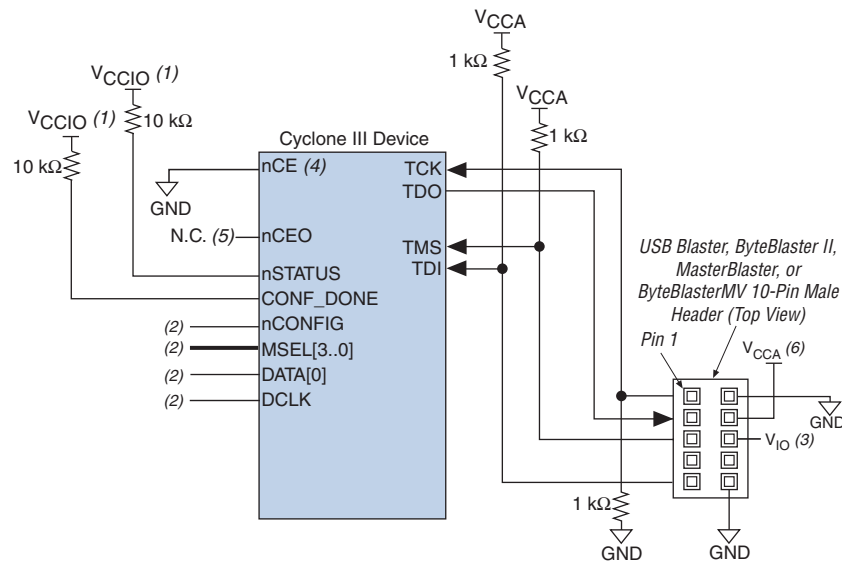 VCCA
1 kΩ
VCCIO (1)
VCCA
VCCIO (1)
10 kΩ
1 kΩ
10 kΩ
Cyclone III Device
nCE (4)
TCK
GND
TDO
N.C. (5)
nCEO
TMS
TDI
nSTATUS
CONF_DONE
(2)
nCONFIG
(2)
MSEL[3..0]
(2)
DATA[0]
(2)
DCLK
USB Blaster, ByteBlaster II,
MasterBlaster, or
ByteBlasterMV 10-Pin Male
Header (Top View)
Pin 1
VCCA (6)
GND
VIO (3)
1 kΩ
GND
GND